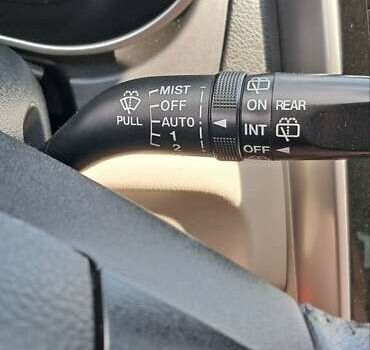 MIST
OFF
AUTO
1
2
PULL
ON REAR
INT
OFF